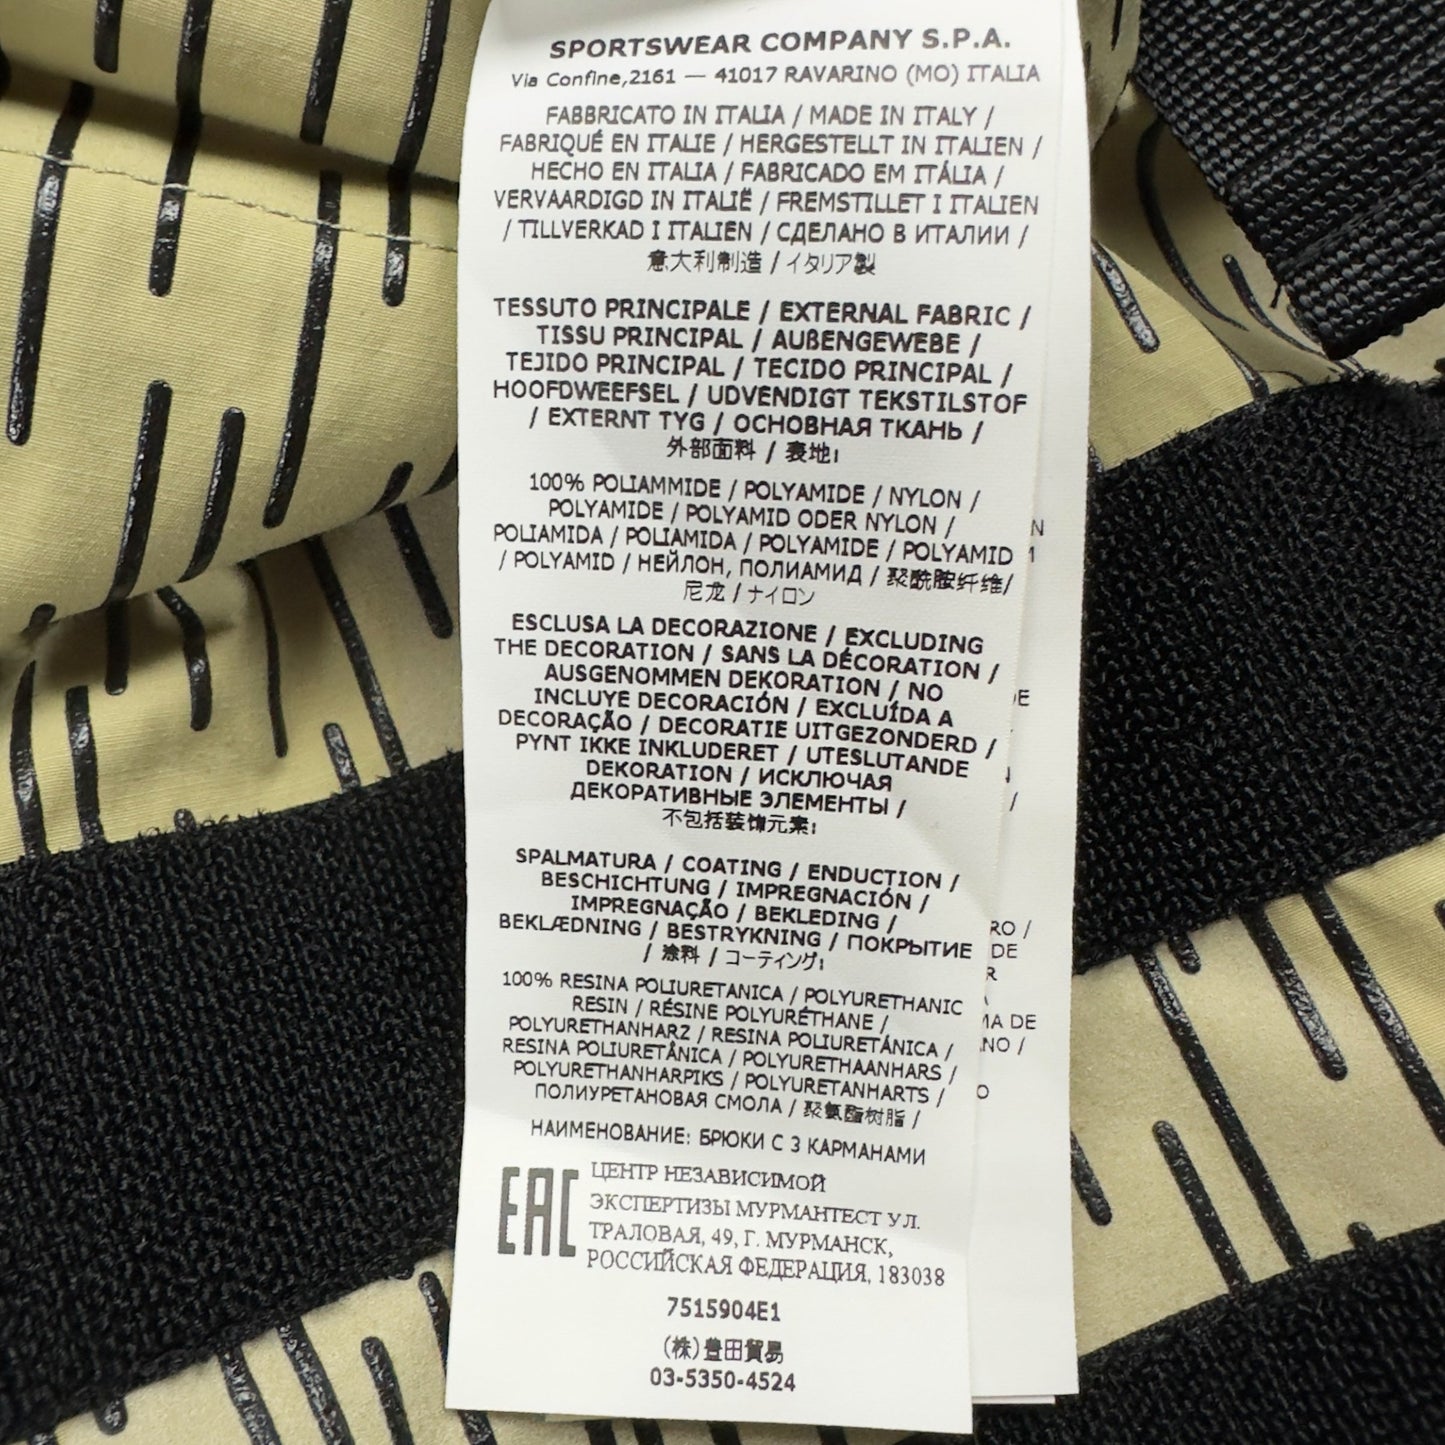 SPORTSWEAR COMPANY S.P.A.
Via Confine,2161 — 41017 RAVARINO (MO) ITALIA
FABBRICATO IN ITALIA / MADE IN ITALY /
FABRIQUÉ EN ITALIE / HERGESTELLT IN ITALIEN /
HECHO EN ITALIA / FABRICADO EM ITÁLIA /
VERVAARDIGD IN ITALIË / FREMSTILLET I ITALIEN
/ TILLVERKAD I ITALIEN / СДЕЛАНО В ИТАЛИИ /
意大利制造 / イタリア製
TESSUTO PRINCIPALE / EXTERNAL FABRIC /
TISSU PRINCIPAL / AUßENGEWEBE /
TEJIDO PRINCIPAL / TECIDO PRINCIPAL /
HOOFDWEEFSEL / UDVENDIGT TEKSTILSTOF
/ EXTERNT TYG / ОСНОВНАЯ ТКАНЬ /
外部面料 / 表地:
100% POLIAMMIDE / POLYAMIDE / NYLON /
POLYAMIDE / POLYAMID ODER NYLON /
POLIAMIDA / POLIAMIDA / POLYAMIDE / POLYAMID
/ POLYAMID / НЕЙЛОН, ПОЛИАМИД / 聚酰胺纤维/
尼龙 / ナイロン
ESCLUSA LA DECORAZIONE / EXCLUDING
THE DECORATION / SANS LA DÉCORATION /
AUSGENOMMEN DEKORATION / NO
INCLUYE DECORACIÓN / EXCLUÍDA A
DECORAÇÃO / DECORATIE UITGEZONDERD /
PYNT IKKE INKLUDERET / UTESLUTANDE
DEKORATION / ИСКЛЮЧАЯ
ДЕКОРАТИВНЫЕ ЭЛЕМЕНТЫ /
不包括装饰元素:
SPALMATURA / COATING / ENDUCTION /
BESCHICHTUNG / IMPREGNACIÓN /
IMPREGNAÇÃO / BEKLEDING /
BEKLÆDNING / BESTRYKNING / ПОКРЫТИЕ
/ 涂料 / コーティング:
100% RESINA POLIURETANICA / POLYURETHANIC
RESIN / RÉSINE POLYURÉTHANE /
POLYURETHANHARZ / RESINA POLIURETÁNICA /
RESINA POLIURETÂNICA / POLYURETHAANHARS /
POLYURETHANHARPIKS / POLYURETANHARTS /
ПОЛИУРЕТАНОВАЯ СМОЛА / 聚氨酯树脂 /
НАИМЕНОВАНИЕ: БРЮКИ С 3 КАРМАНАМИ
EAC
ЦЕНТР НЕЗАВИСИМОЙ
ЭКСПЕРТИЗЫ МУРМАНТЕСТ УЛ.
ТРАЛОВАЯ, 49, Г. МУРМАНСК,
РОССИЙСКАЯ ФЕДЕРАЦИЯ, 183038
7515904E1
(株)豊田貿易
03-5350-4524